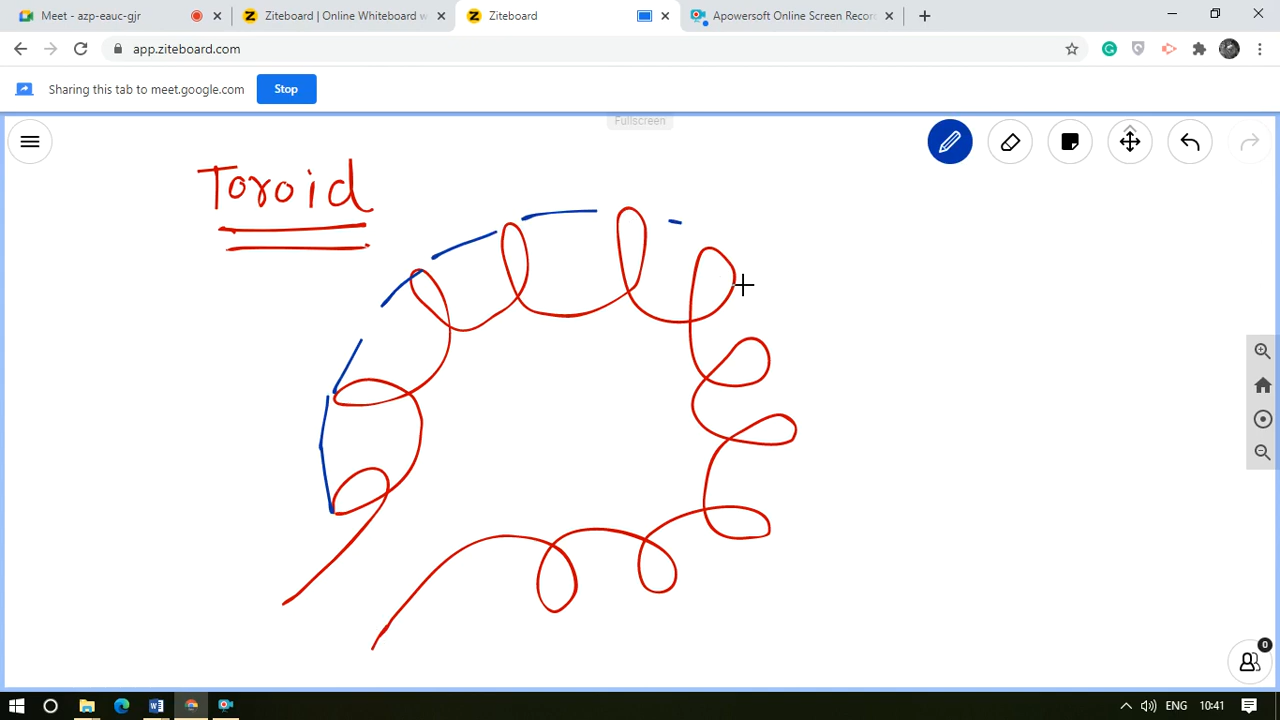 Meet - azp-eauc-gjr
Ziteboard | Online Whiteboard w
Ziteboard
Apowersoft Online Screen Recor
app.ziteboard.com
Sharing this tab to meet.google.com
Stop
Fullscreen
Toroid
0
ENG
10:41